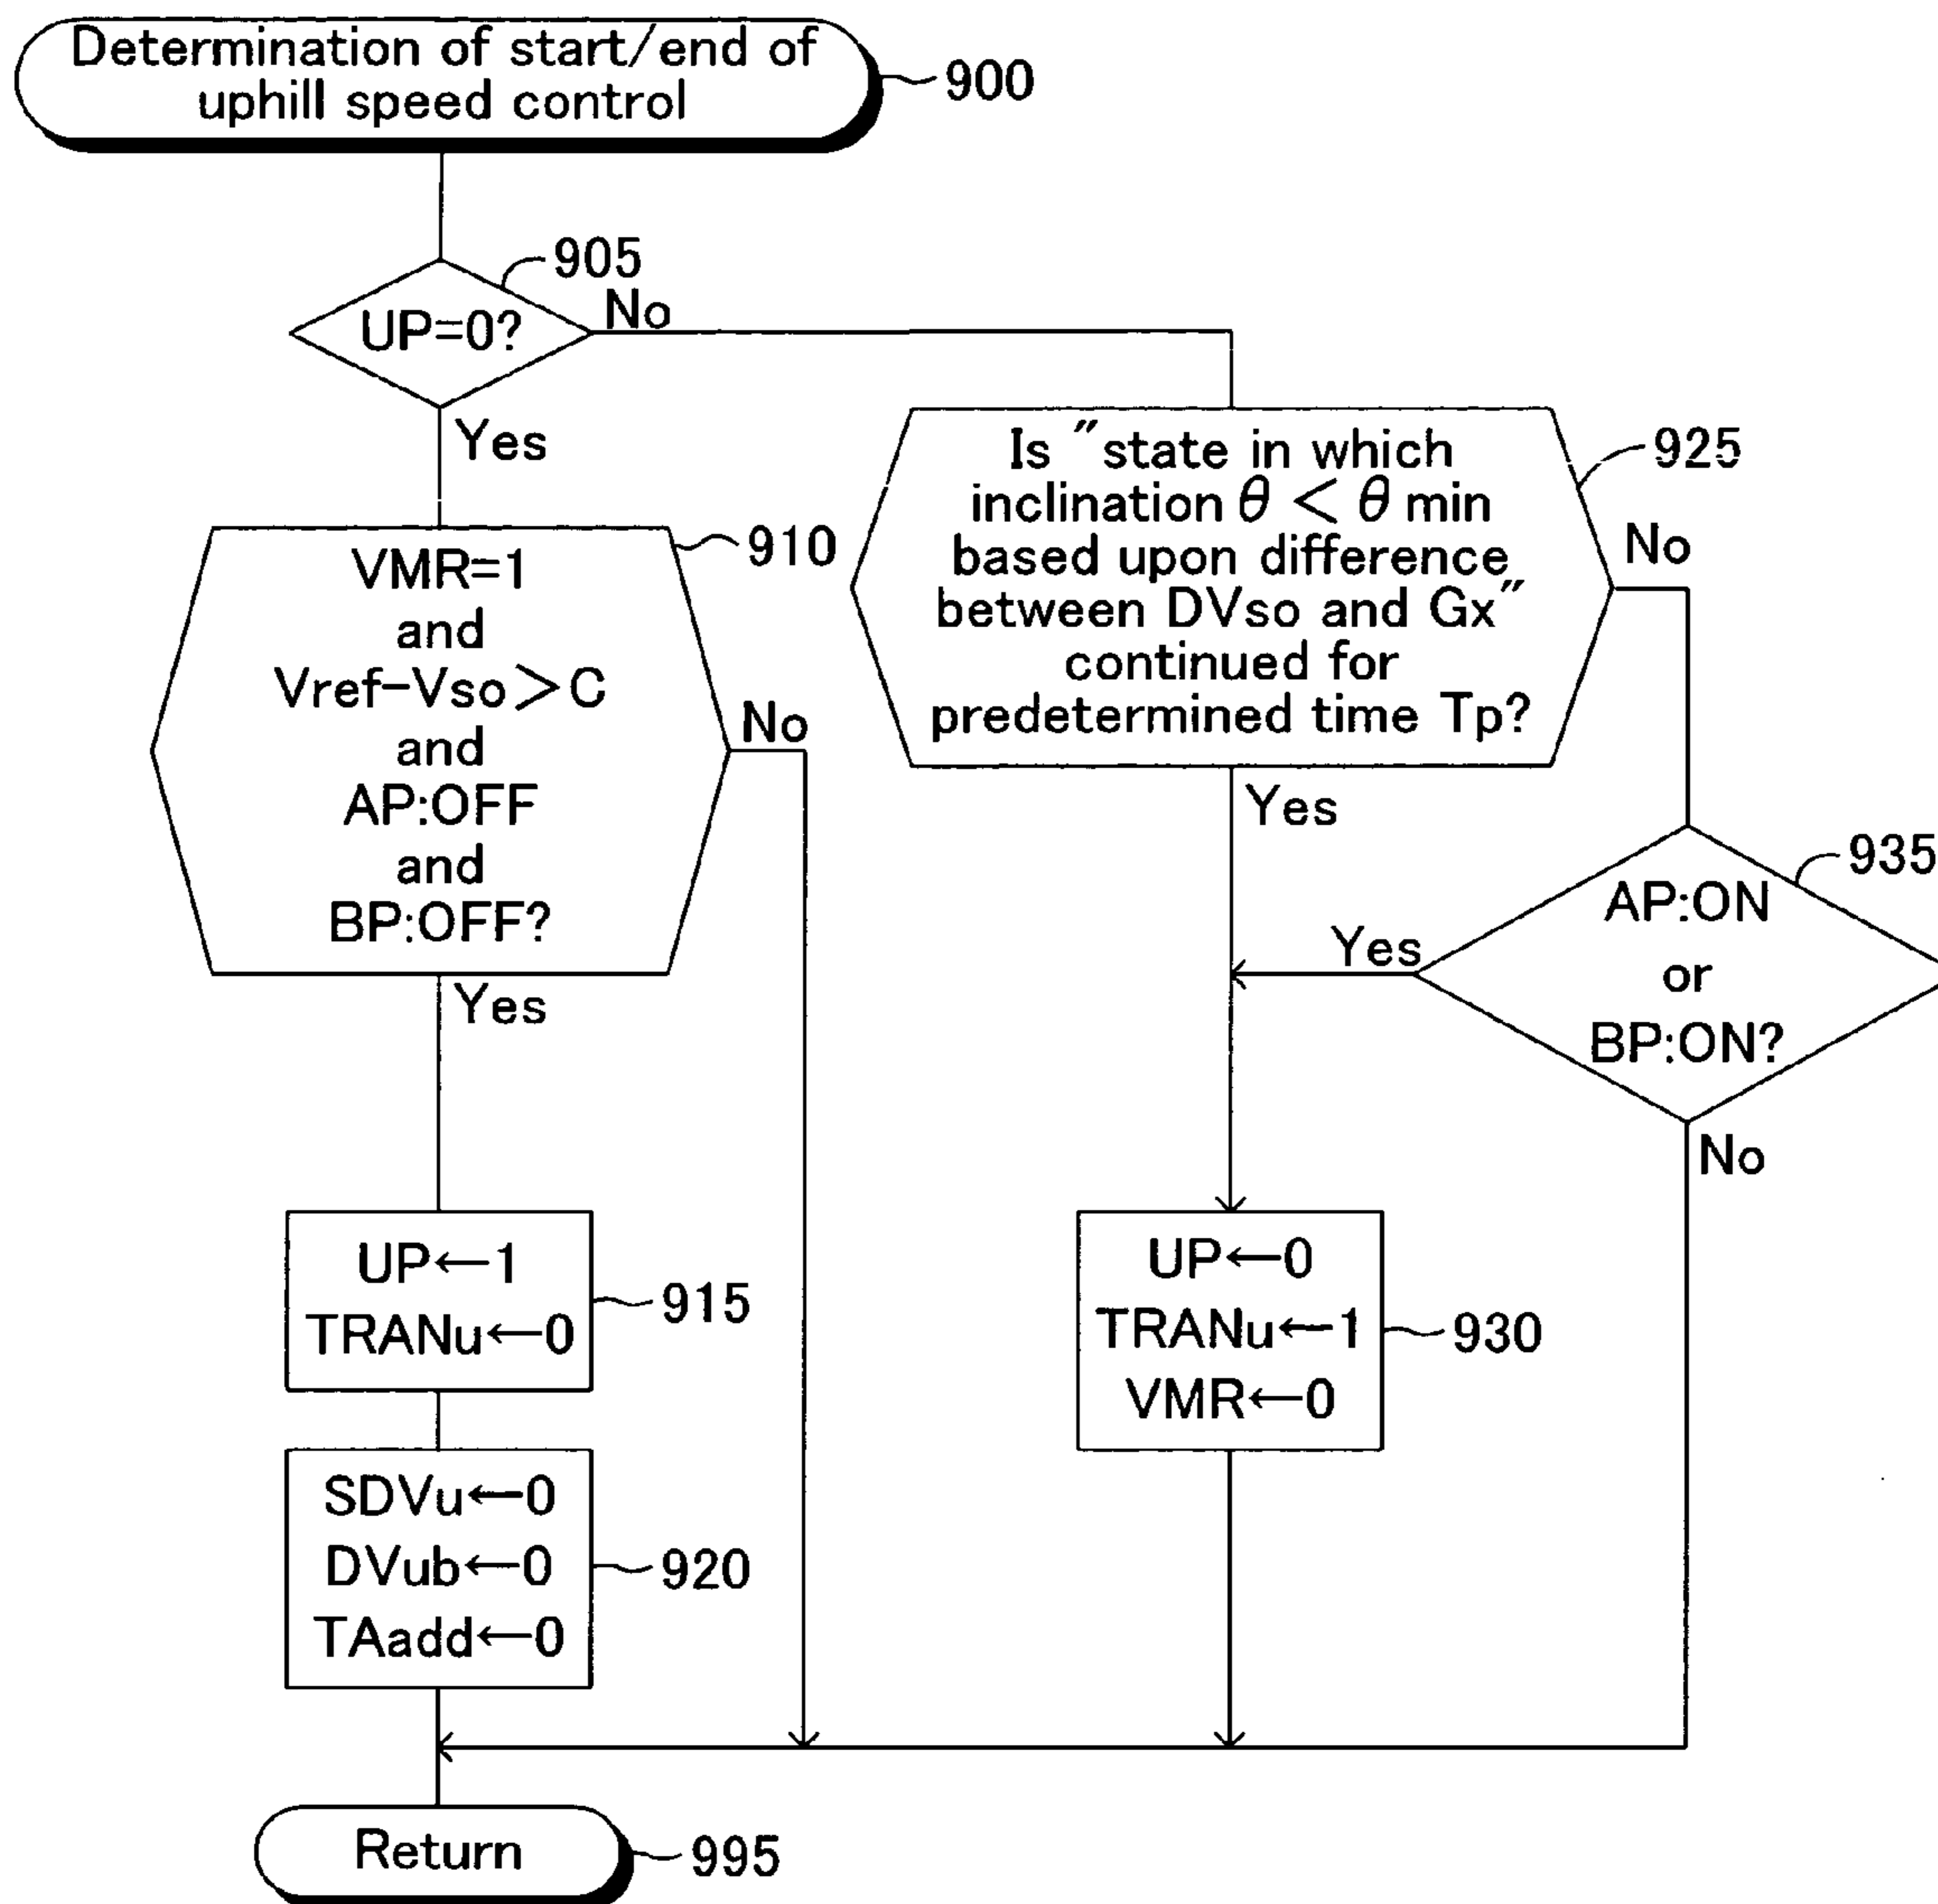 Determination of start/end of
uphill speed control
900
905
UP=0?
No
Yes
VMR=1
and
Vref-Vso>C
and
AP:OFF
and
BP:OFF?
910
No
Yes
UP←1
TRANu←0
915
SDVu←0
DVub←0
TAadd←0
920
Is "state in which
inclination θ < θ min
based upon difference
between DVso and Gx"
continued for
predetermined time Tp?
925
No
Yes
AP:ON
or
BP:ON?
935
Yes
No
UP←0
TRANu←1
VMR←0
930
Return
995